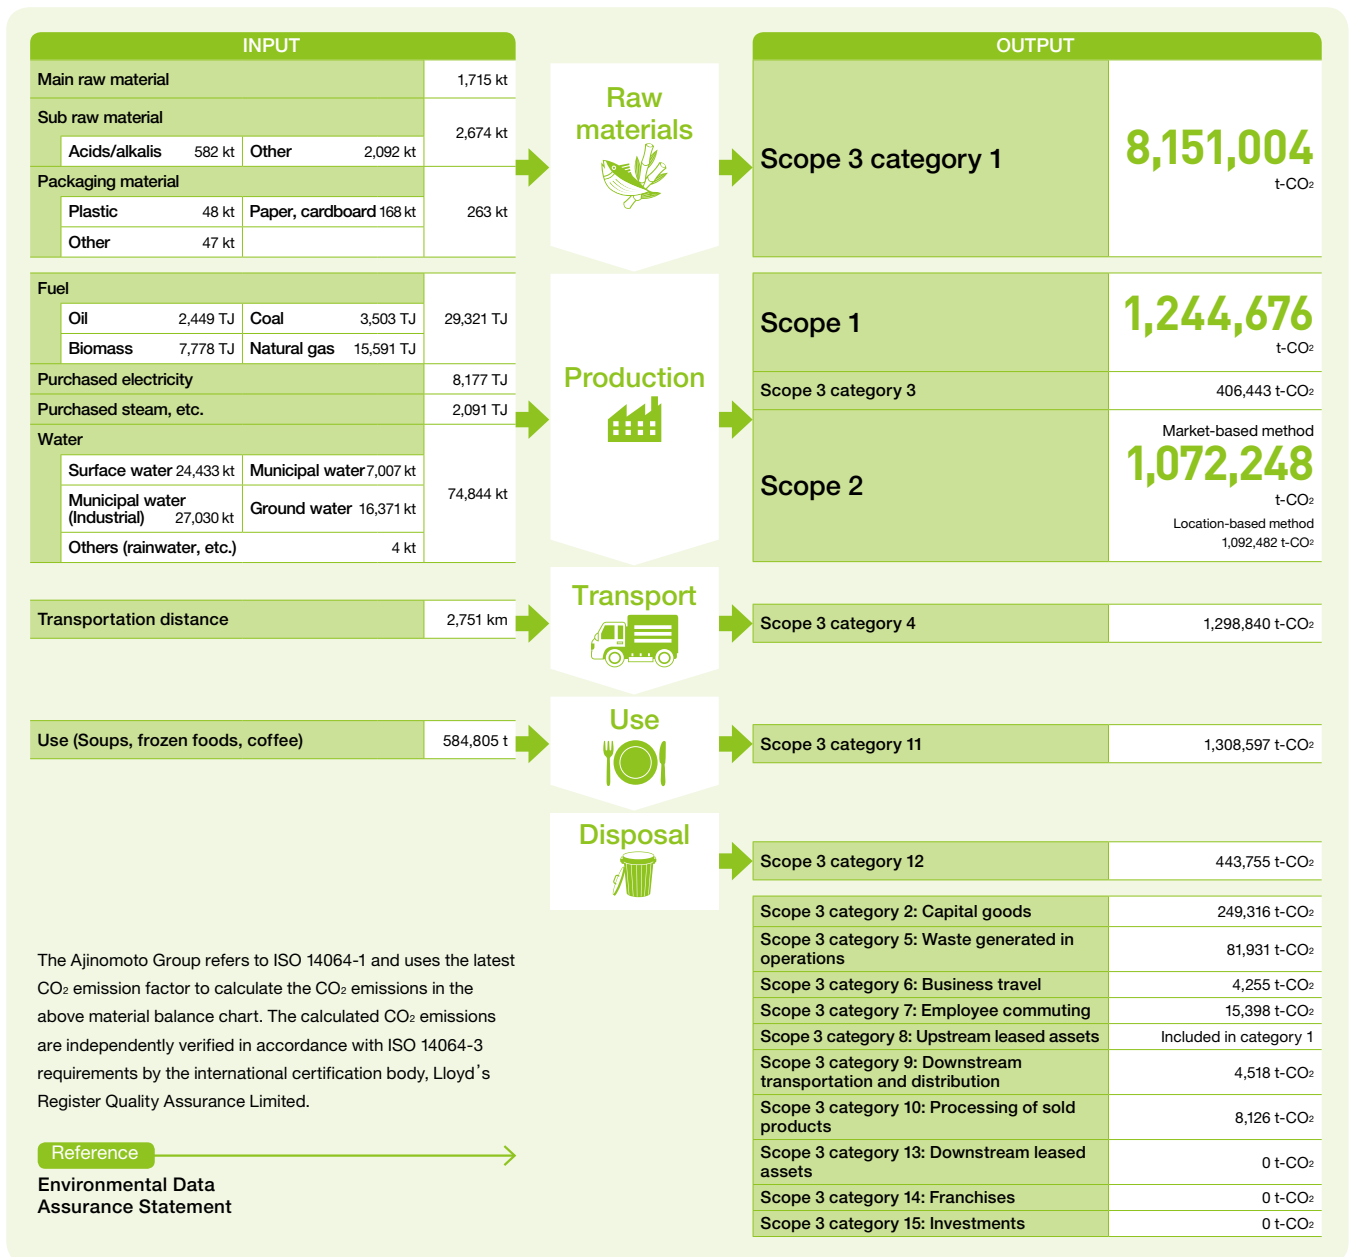 INPUT
Main raw material 1,715 kt
Sub raw material 2,674 kt
Acids/alkalis 582 kt Other 2,092 kt
Packaging material 263 kt
Plastic 48 kt Paper, cardboard 168 kt
Other 47 kt
Fuel 29,321 TJ
Oil 2,449 TJ Coal 3,503 TJ
Biomass 7,778 TJ Natural gas 15,591 TJ
Purchased electricity 8,177 TJ
Purchased steam, etc. 2,091 TJ
Water 74,844 kt
Surface water 24,433 kt Municipal water 7,007 kt
Municipal water
(Industrial) 27,030 kt Ground water 16,371 kt
Others (rainwater, etc.) 4 kt
Transportation distance 2,751 km
Use (Soups, frozen foods, coffee) 584,805 t
Raw
materials
Production
Transport
Use
Disposal
OUTPUT
Scope 3 category 1 8,151,004
t-CO2
Scope 1 1,244,676
t-CO2
Scope 3 category 3 406,443 t-CO2
Scope 2
Market-based method
1,072,248
t-CO2
Location-based method
1,092,482 t-CO2
Scope 3 category 4 1,298,840 t-CO2
Scope 3 category 11 1,308,597 t-CO2
Scope 3 category 12 443,755 t-CO2
Scope 3 category 2: Capital goods 249,316 t-CO2
Scope 3 category 5: Waste generated in
operations 81,931 t-CO2
Scope 3 category 6: Business travel 4,255 t-CO2
Scope 3 category 7: Employee commuting 15,398 t-CO2
Scope 3 category 8: Upstream leased assets Included in category 1
Scope 3 category 9: Downstream
transportation and distribution 4,518 t-CO2
Scope 3 category 10: Processing of sold
products 8,126 t-CO2
Scope 3 category 13: Downstream leased
assets 0 t-CO2
Scope 3 category 14: Franchises 0 t-CO2
Scope 3 category 15: Investments 0 t-CO2
The Ajinomoto Group refers to ISO 14064-1 and uses the latest
CO2 emission factor to calculate the CO2 emissions in the
above material balance chart. The calculated CO2 emissions
are independently verified in accordance with ISO 14064-3
requirements by the international certification body, Lloyd's
Register Quality Assurance Limited.
Reference
Environmental Data
Assurance Statement